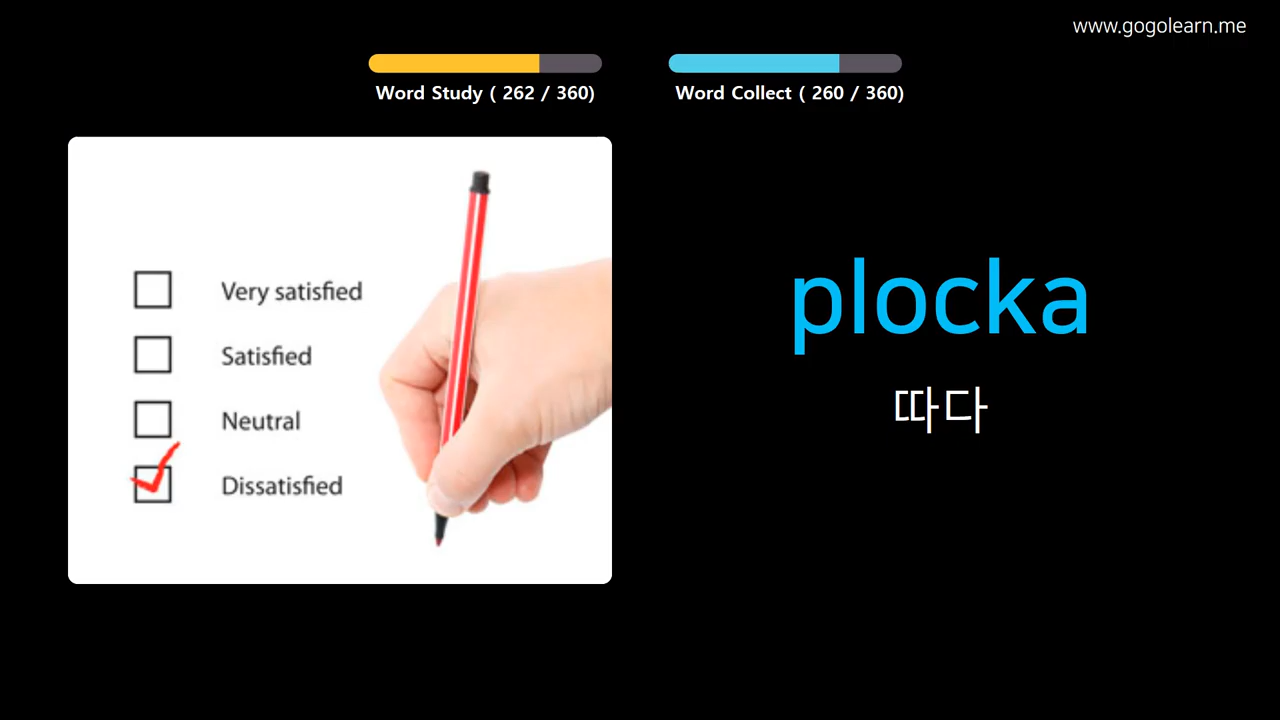 www.gogolearn.me
Word Study ( 262 / 360)
Word Collect ( 260 / 360)
Very satisfied
Satisfied
Neutral
Dissatisfied
plocka
따다